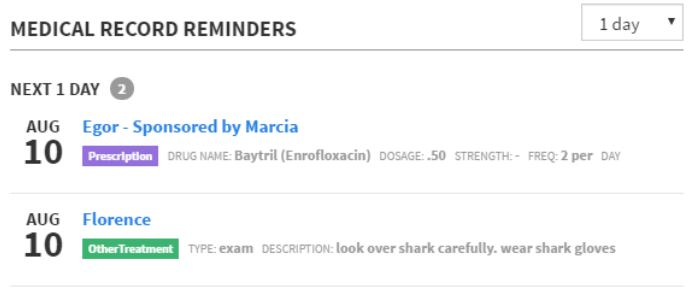 MEDICAL RECORD REMINDERS
1 day
NEXT 1 DAY 2
AUG 10
Egor - Sponsored by Marcia
Prescription DRUG NAME: Baytril (Enrofloxacin) DOSAGE: .50 STRENGTH: - FREQ: 2 per DAY
AUG 10
Florence
OtherTreatment TYPE: exam DESCRIPTION: look over shark carefully. wear shark gloves